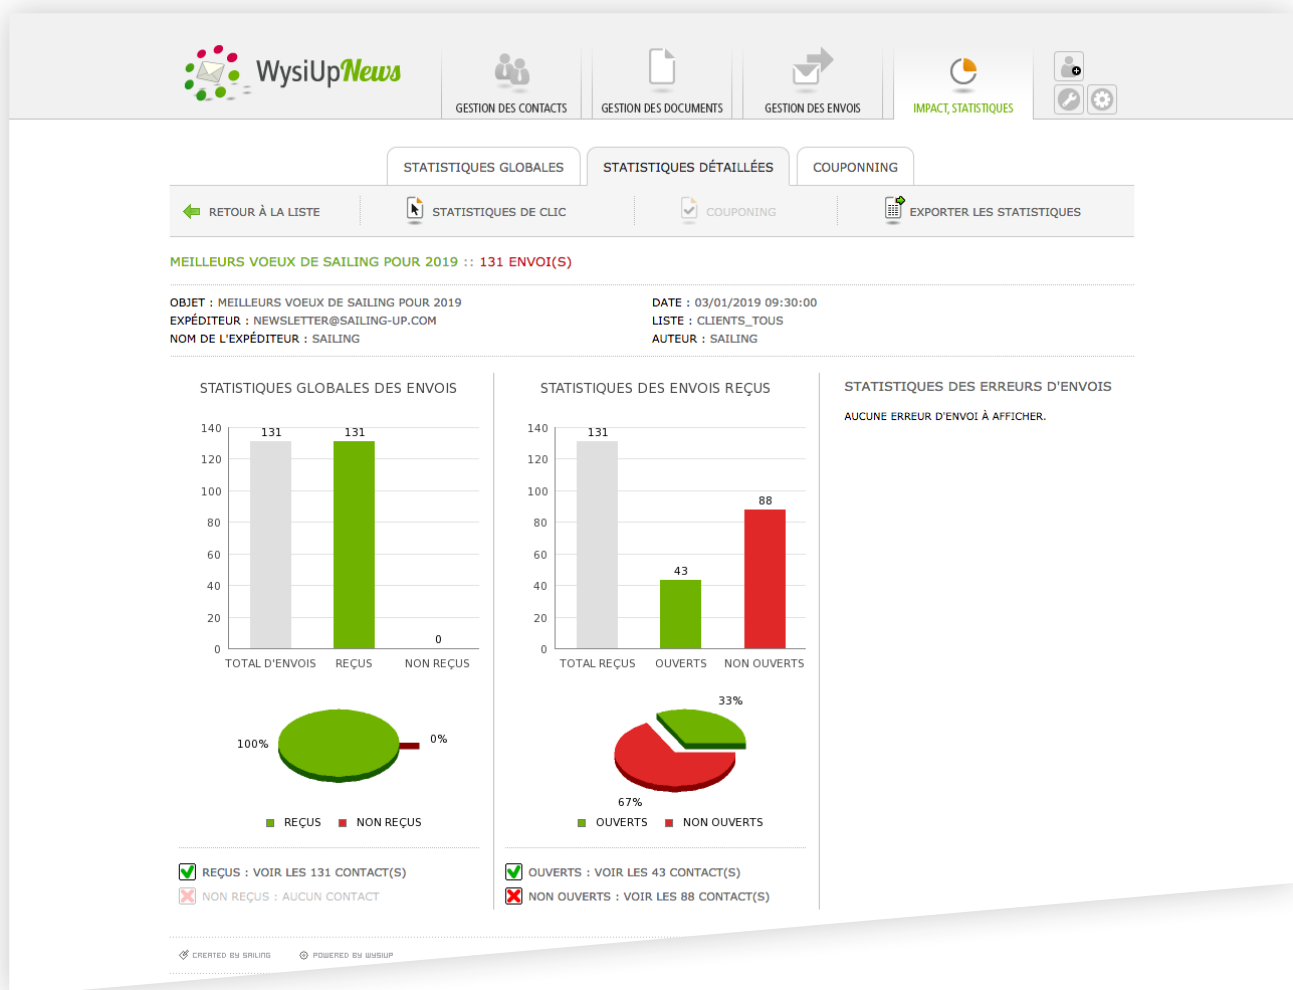 WysiUpNews
GESTION DES CONTACTS
GESTION DES DOCUMENTS
GESTION DES ENVOIS
IMPACT, STATISTIQUES
STATISTIQUES GLOBALES
STATISTIQUES DÉTAILLÉES
COUPONNING
RETOUR À LA LISTE
STATISTIQUES DE CLIC
COUPONING
EXPORTER LES STATISTIQUES
MEILLEURS VOEUX DE SAILING POUR 2019 :: 131 ENVOI(S)
OBJET : MEILLEURS VOEUX DE SAILING POUR 2019
EXPÉDITEUR : NEWSLETTER@SAILING-UP.COM
NOM DE L'EXPÉDITEUR : SAILING
DATE : 03/01/2019 09:30:00
LISTE : CLIENTS_TOUS
AUTEUR : SAILING
STATISTIQUES GLOBALES DES ENVOIS
140
120
100
80
60
40
20
0
131
131
0
TOTAL D'ENVOIS
REÇUS
NON REÇUS
100%
0%
REÇUS
NON REÇUS
REÇUS : VOIR LES 131 CONTACT(S)
NON REÇUS : AUCUN CONTACT
STATISTIQUES DES ENVOIS REÇUS
140
120
100
80
60
40
20
0
131
43
88
TOTAL REÇUS
OUVERTS
NON OUVERTS
33%
67%
OUVERTS
NON OUVERTS
OUVERTS : VOIR LES 43 CONTACT(S)
NON OUVERTS : VOIR LES 88 CONTACT(S)
STATISTIQUES DES ERREURS D'ENVOIS
AUCUNE ERREUR D'ENVOI À AFFICHER.
CREATED BY SAILING
POWERED BY WYSIUP